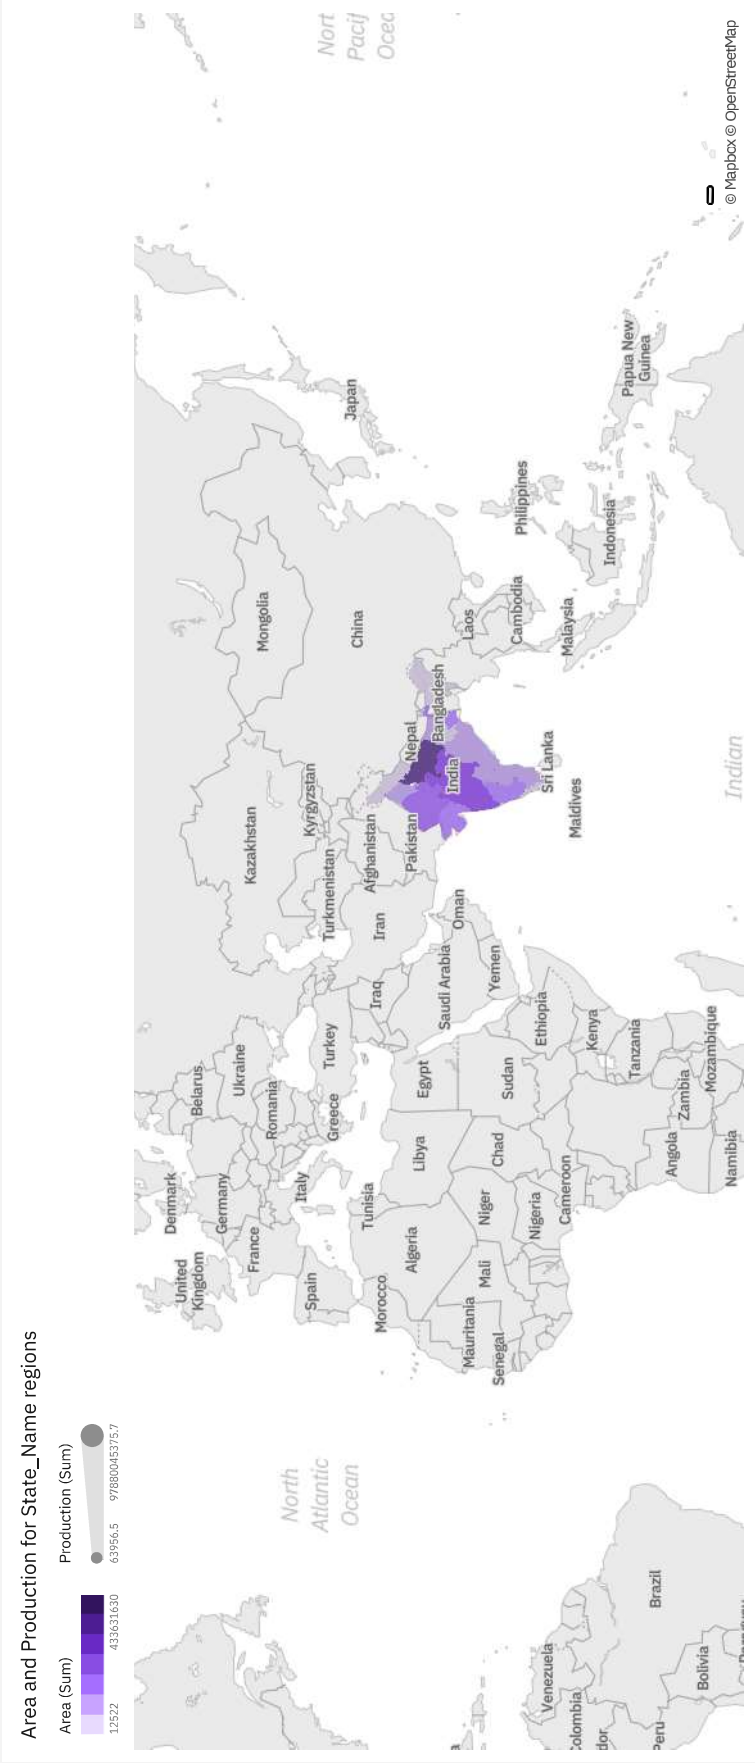 Area and Production for State_Name regions
Area (Sum)
12522
433631630
Production (Sum)
63956.5
97880045375.7
North
Atlantic
Ocean
Nort
Pacif
Ocea
Indian
United
Kingdom
Denmark
Belarus
Germany
Ukraine
France
Romania
Italy
Spain
Greece
Turkey
Kazakhstan
Mongolia
Kyrgyzstan
Turkmenistan
China
Japan
Morocco
Tunisia
Algeria
Libya
Egypt
Iraq
Iran
Afghanistan
Pakistan
Nepal
Bangladesh
India
Saudi Arabia
Oman
Yemen
Mauritania
Senegal
Mali
Niger
Chad
Sudan
Nigeria
Cameroon
Ethiopia
Kenya
Tanzania
Laos
Cambodia
Philippines
Sri Lanka
Maldives
Malaysia
Indonesia
Papua New
Guinea
Angola
Zambia
Mozambique
Namibia
Venezuela
olombia
dor
Peru
Brazil
Bolivia
a
© Mapbox © OpenStreetMap